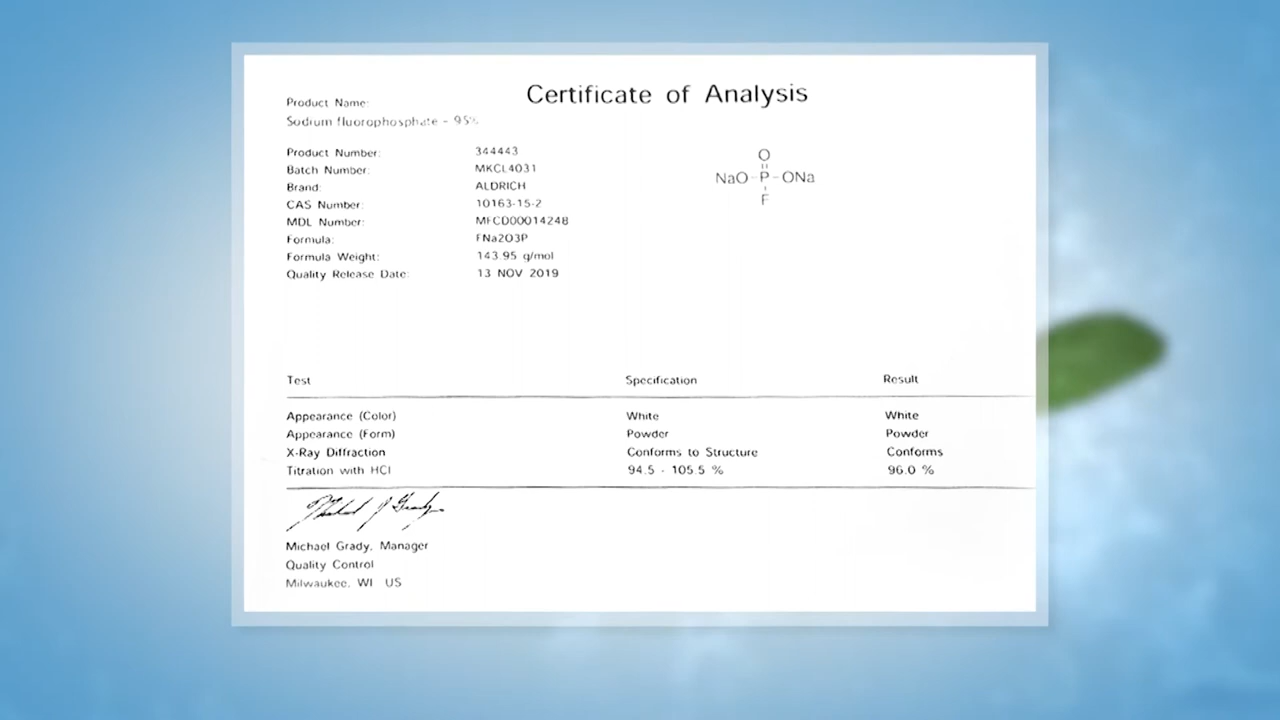 Certificate of Analysis
Product Name:
Sodium fluorophosphate - 95%
Product Number: 344443
Batch Number: MKCL4031
Brand: ALDRICH
CAS Number: 10163-15-2
MDL Number: MFCD00014248
Formula: FNa2O3P
Formula Weight: 143.95 g/mol
Quality Release Date: 13 NOV 2019
O
NaO P ONa
F
Test Specification Result
Appearance (Color) White White
Appearance (Form) Powder Powder
X-Ray Diffraction Conforms to Structure Conforms
Titration with HCl 94.5 - 105.5 % 96.0 %
Michael J Grady
Michael Grady, Manager
Quality Control
Milwaukee, WI US